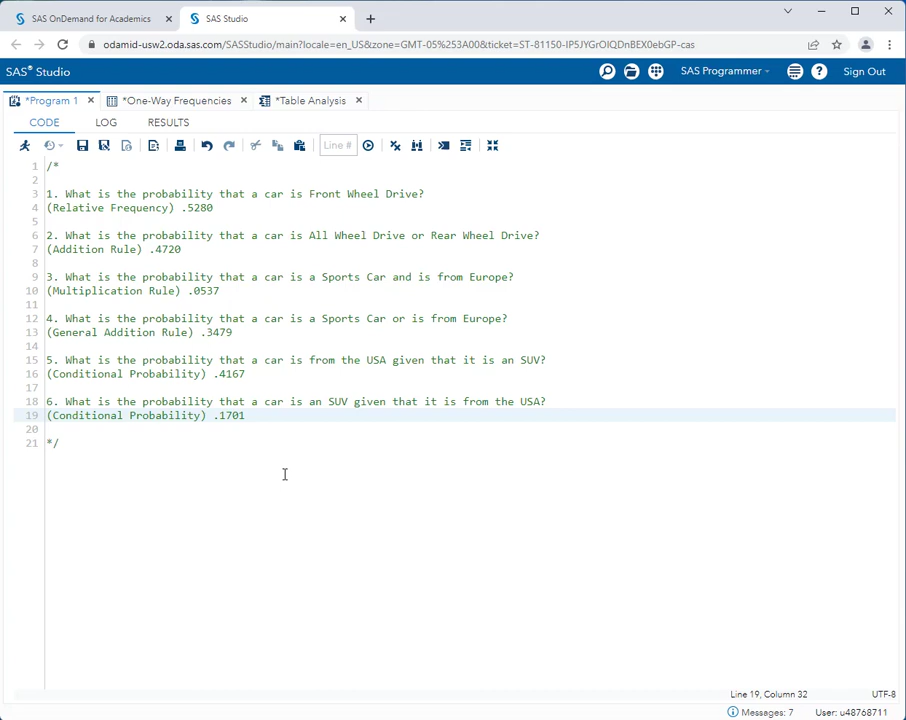 SAS OnDemand for Academics
SAS Studio
odamid-usw2.oda.sas.com/SASStudio/main?locale=en_US&zone=GMT-05%253A00&ticket=ST-81150-IP5JYGrOIQDnBEX0ebGP-cas
SAS® Studio
SAS Programmer
Sign Out
*Program 1
*One-Way Frequencies
*Table Analysis
CODE
LOG
RESULTS
Line #
1 /*
2
3 1. What is the probability that a car is Front Wheel Drive?
4 (Relative Frequency) .5280
5
6 2. What is the probability that a car is All Wheel Drive or Rear Wheel Drive?
7 (Addition Rule) .4720
8
9 3. What is the probability that a car is a Sports Car and is from Europe?
10 (Multiplication Rule) .0537
11
12 4. What is the probability that a car is a Sports Car or is from Europe?
13 (General Addition Rule) .3479
14
15 5. What is the probability that a car is from the USA given that it is an SUV?
16 (Conditional Probability) .4167
17
18 6. What is the probability that a car is an SUV given that it is from the USA?
19 (Conditional Probability) .1701
20
21 */
Line 19, Column 32
UTF-8
Messages: 7
User: u48768711